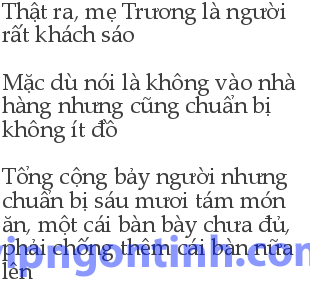 Thật ra, mẹ Trương là người
rất khách sáo
Mặc dù nói là không vào nhà
hàng nhưng cũng chuẩn bị
không ít đồ
Tổng cộng bảy người nhưng
chuẩn bị sáu mươi tám món
ăn, một cái bàn bày chưa đủ,
phải chống thêm cái bàn nữa
lên
ipngontinh.com